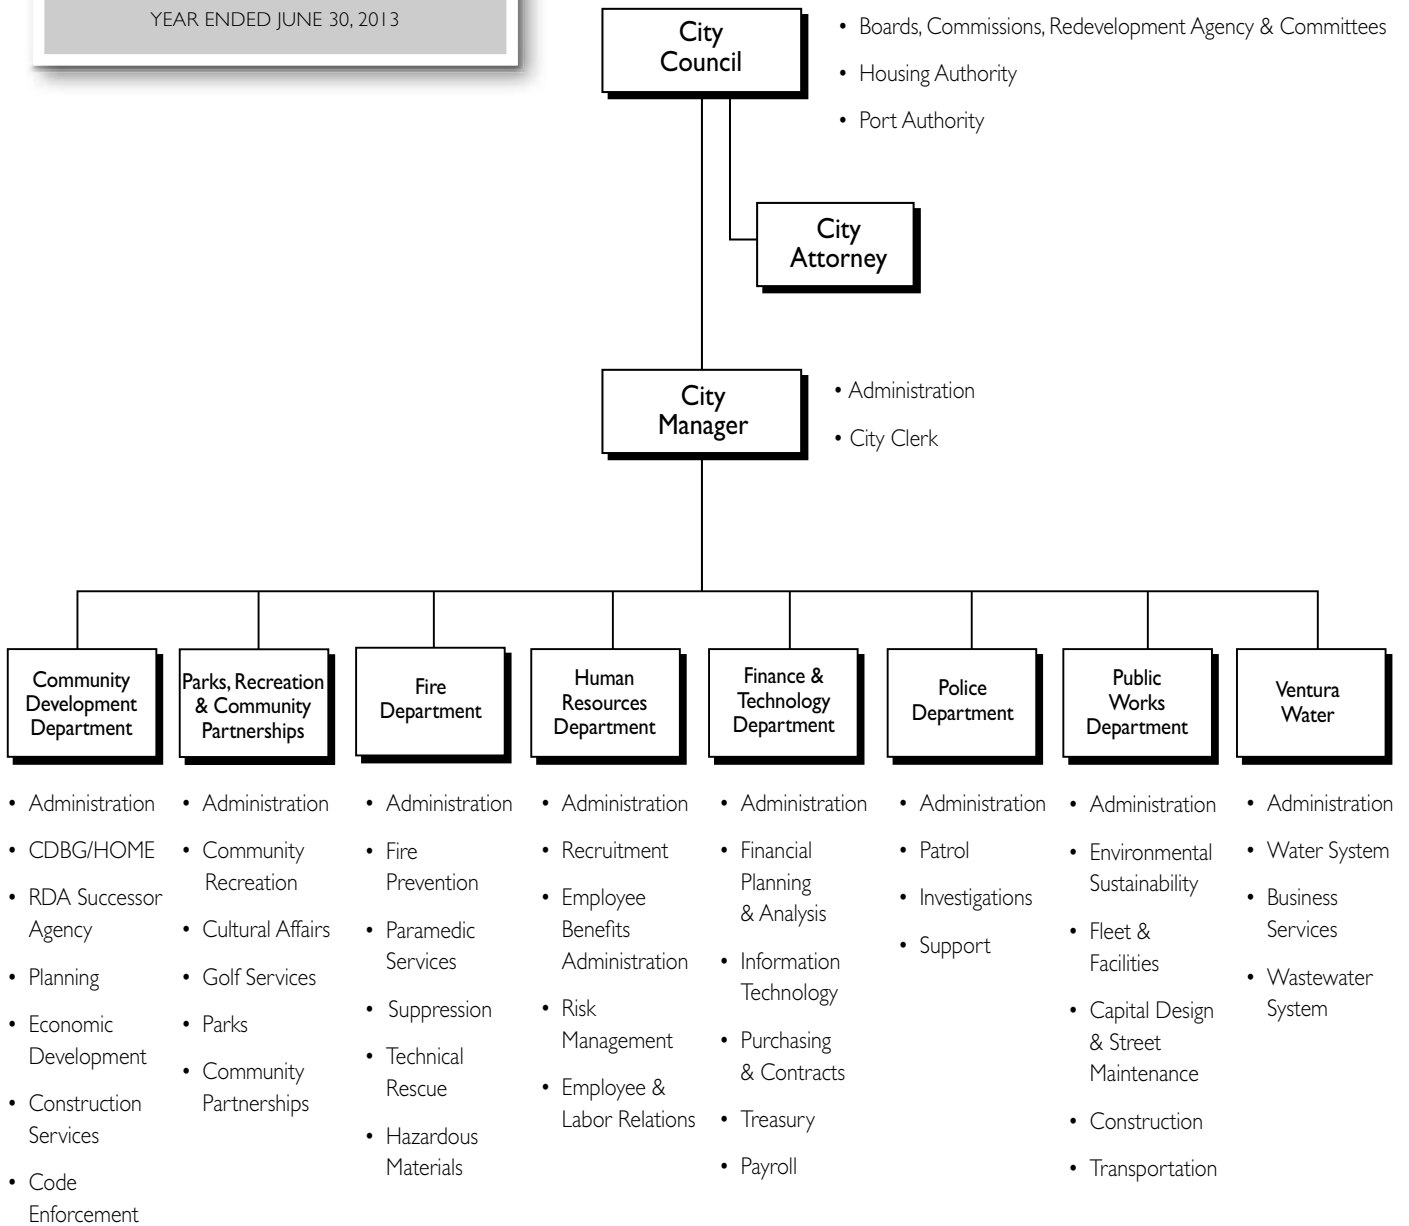 YEAR ENDED JUNE 30, 2013
City
Council
• Boards, Commissions, Redevelopment Agency & Committees
• Housing Authority
• Port Authority
City
Attorney
City
Manager
• Administration
• City Clerk
Community
Development
Department
• Administration
• CDBG/HOME
• RDA Successor
Agency
• Planning
• Economic
Development
• Construction
Services
• Code
Enforcement
Parks, Recreation
& Community
Partnerships
• Administration
• Community
Recreation
• Cultural Affairs
• Golf Services
• Parks
• Community
Partnerships
Fire
Department
• Administration
• Fire
Prevention
• Paramedic
Services
• Suppression
• Technical
Rescue
• Hazardous
Materials
Human
Resources
Department
• Administration
• Recruitment
• Employee
Benefits
Administration
• Risk
Management
• Employee &
Labor Relations
Finance &
Technology
Department
• Administration
• Financial
Planning
& Analysis
• Information
Technology
• Purchasing
& Contracts
• Treasury
• Payroll
Police
Department
• Administration
• Patrol
• Investigations
• Support
Public
Works
Department
• Administration
• Environmental
Sustainability
• Fleet &
Facilities
• Capital Design
& Street
Maintenance
• Construction
• Transportation
Ventura
Water
• Administration
• Water System
• Business
Services
• Wastewater
System